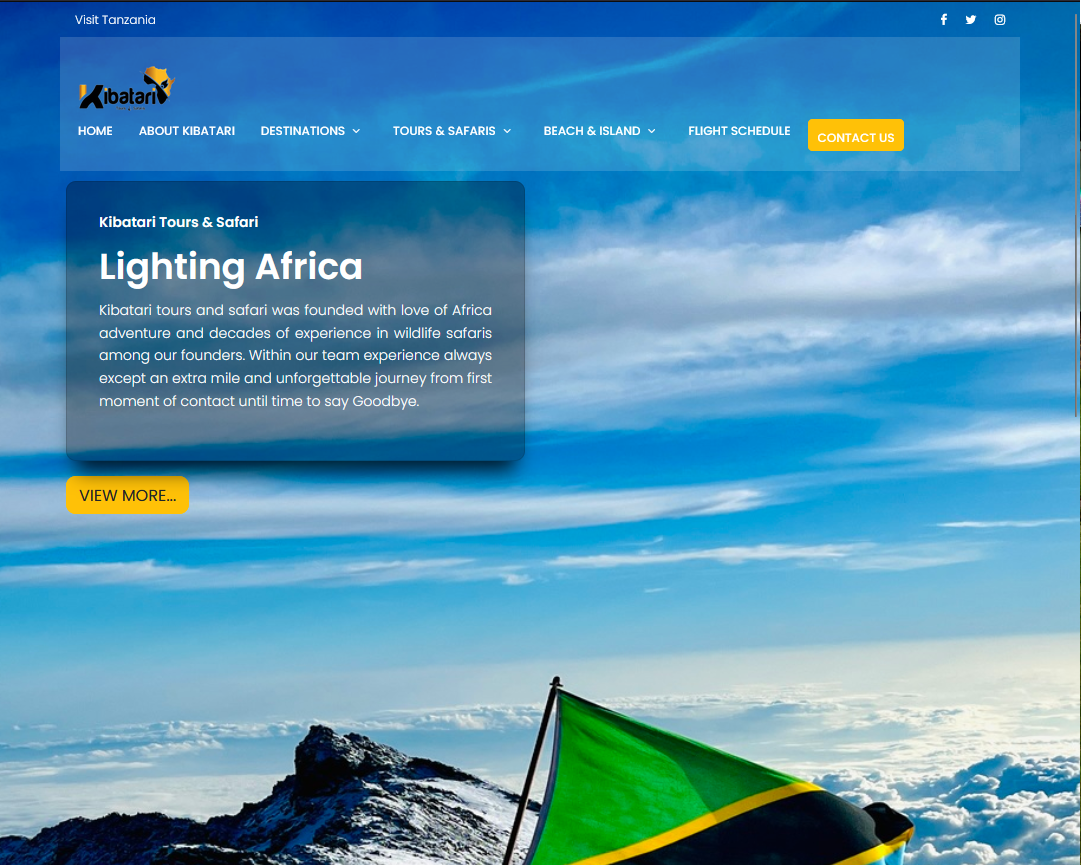 Visit Tanzania
Kibatari
HOME ABOUT KIBATARI DESTINATIONS TOURS & SAFARIS BEACH & ISLAND FLIGHT SCHEDULE CONTACT US
Kibatari Tours & Safari
Lighting Africa
Kibatari tours and safari was founded with love of Africa
adventure and decades of experience in wildlife safaris
among our founders. Within our team experience always
except an extra mile and unforgettable journey from first
moment of contact until time to say Goodbye.
VIEW MORE...